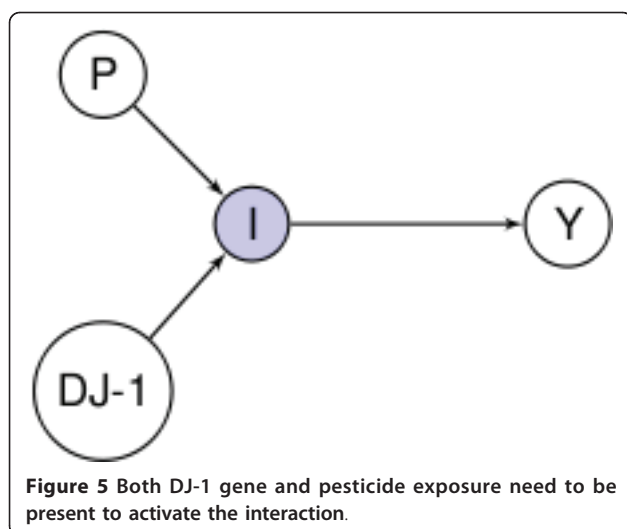 P
I
Y
DJ-1
Figure 5 Both DJ-1 gene and pesticide exposure need to be
present to activate the interaction.